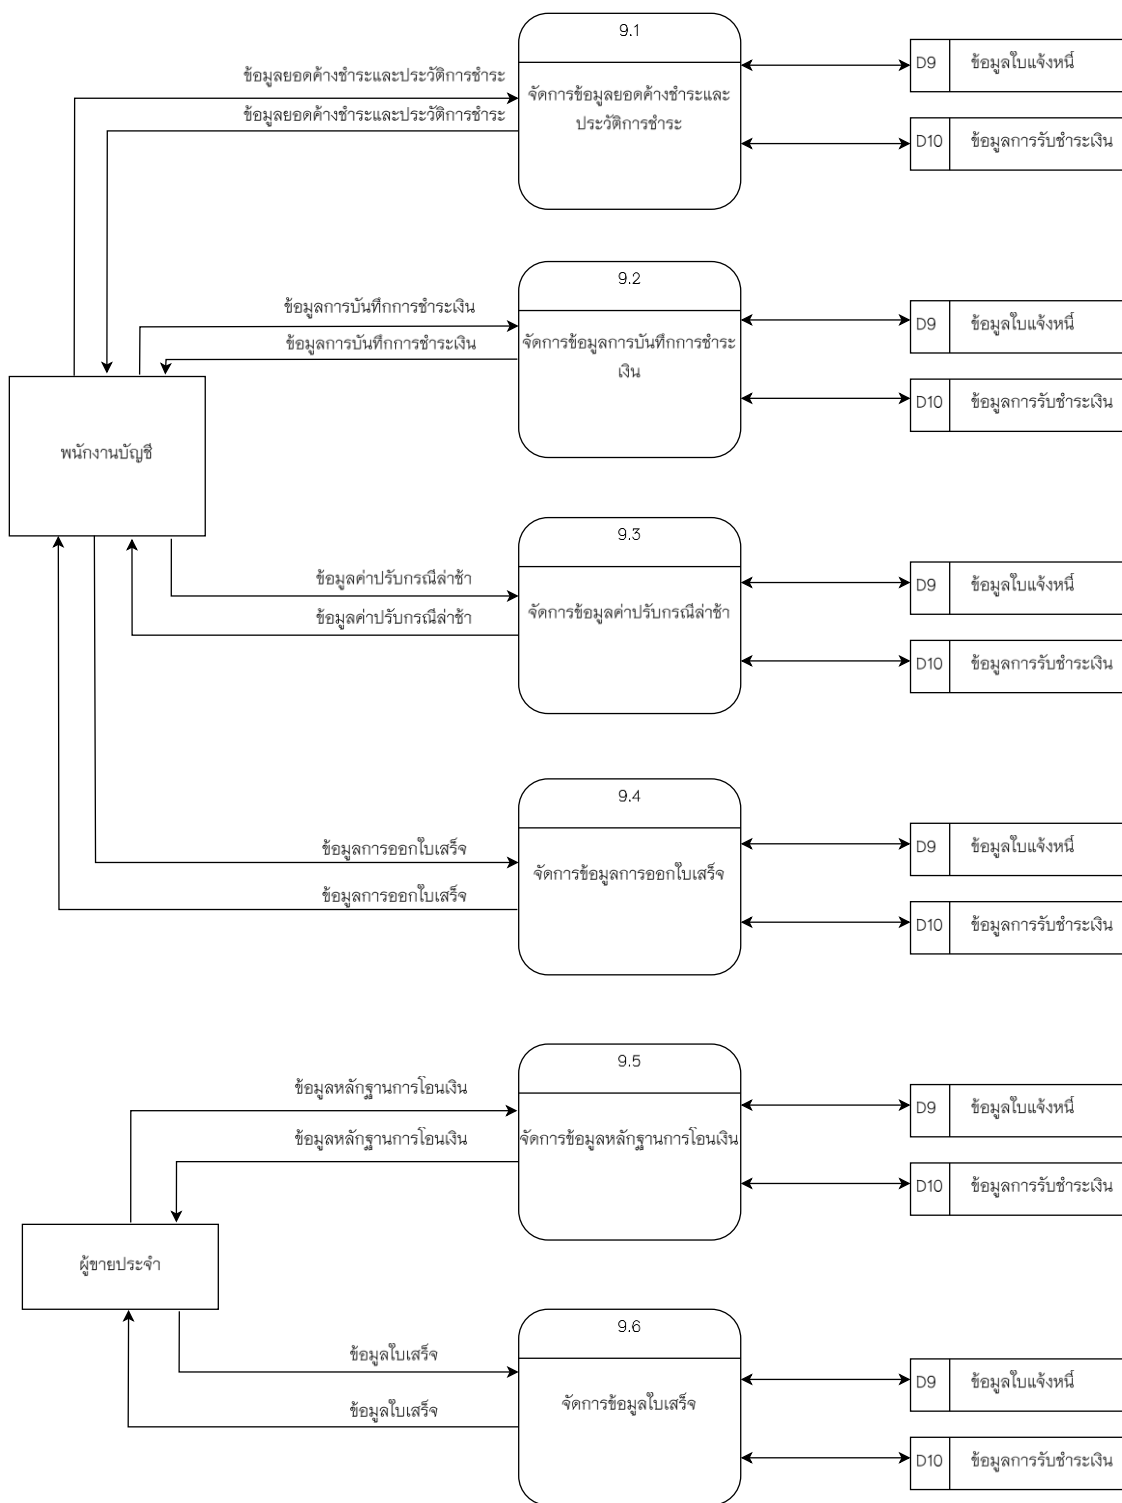 9.1
ข้อมูลยอดค้างชำระและประวัติการชำระ
ข้อมูลยอดค้างชำระและประวัติการชำระ
จัดการข้อมูลยอดค้างชำระและ
ประวัติการชำระ
D9 ข้อมูลใบแจ้งหนี้
D10 ข้อมูลการรับชำระเงิน
9.2
ข้อมูลการบันทึกการชำระเงิน
ข้อมูลการบันทึกการชำระเงิน
จัดการข้อมูลการบันทึกการชำระ
เงิน
D9 ข้อมูลใบแจ้งหนี้
D10 ข้อมูลการรับชำระเงิน
พนักงานบัญชี
9.3
ข้อมูลค่าปรับกรณีล่าช้า
ข้อมูลค่าปรับกรณีล่าช้า
จัดการข้อมูลค่าปรับกรณีล่าช้า
D9 ข้อมูลใบแจ้งหนี้
D10 ข้อมูลการรับชำระเงิน
9.4
ข้อมูลการออกใบเสร็จ
ข้อมูลการออกใบเสร็จ
จัดการข้อมูลการออกใบเสร็จ
D9 ข้อมูลใบแจ้งหนี้
D10 ข้อมูลการรับชำระเงิน
9.5
ข้อมูลหลักฐานการโอนเงิน
ข้อมูลหลักฐานการโอนเงิน
จัดการข้อมูลหลักฐานการโอนเงิน
D9 ข้อมูลใบแจ้งหนี้
D10 ข้อมูลการรับชำระเงิน
ผู้ขายประจำ
9.6
ข้อมูลใบเสร็จ
ข้อมูลใบเสร็จ
จัดการข้อมูลใบเสร็จ
D9 ข้อมูลใบแจ้งหนี้
D10 ข้อมูลการรับชำระเงิน